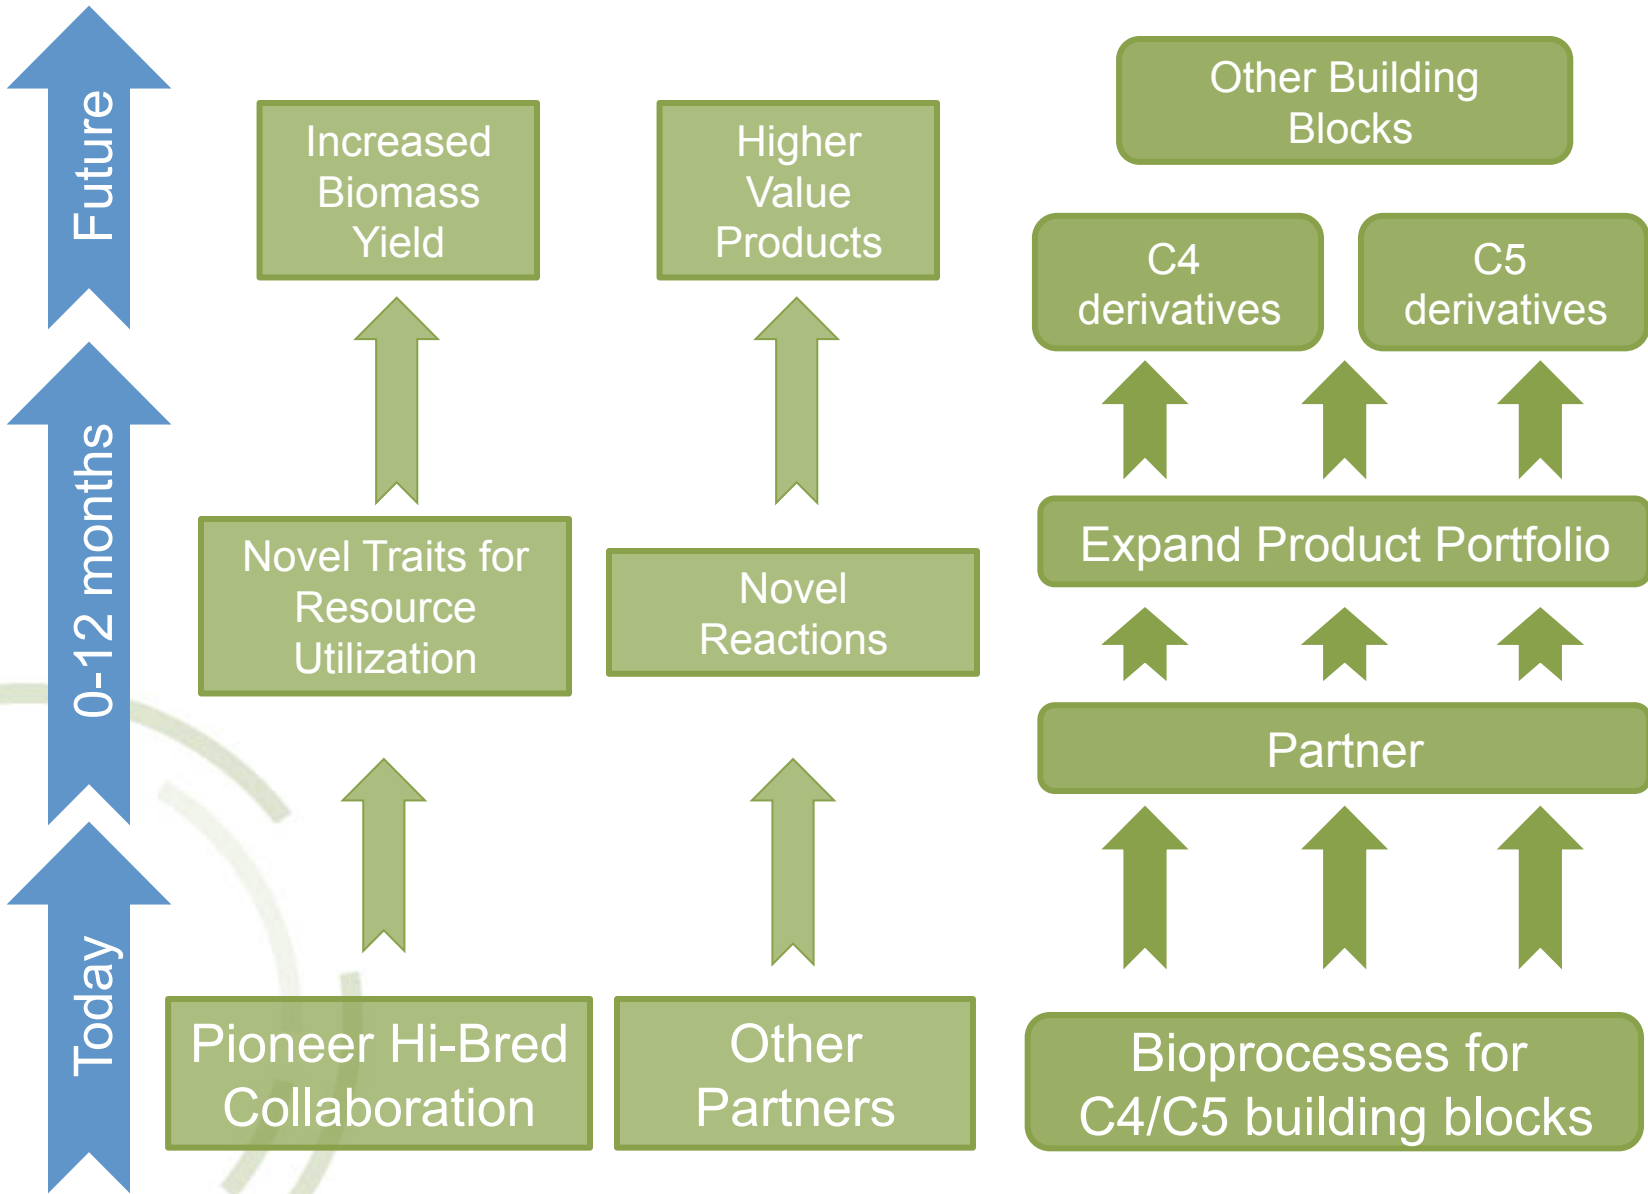 Future
0-12 months
Today
Increased
Biomass
Yield
Novel Traits for
Resource
Utilization
Pioneer Hi-Bred
Collaboration
Higher
Value
Products
Novel
Reactions
Other
Partners
Other Building
Blocks
C4
derivatives
C5
derivatives
Expand Product Portfolio
Partner
Bioprocesses for
C4/C5 building blocks